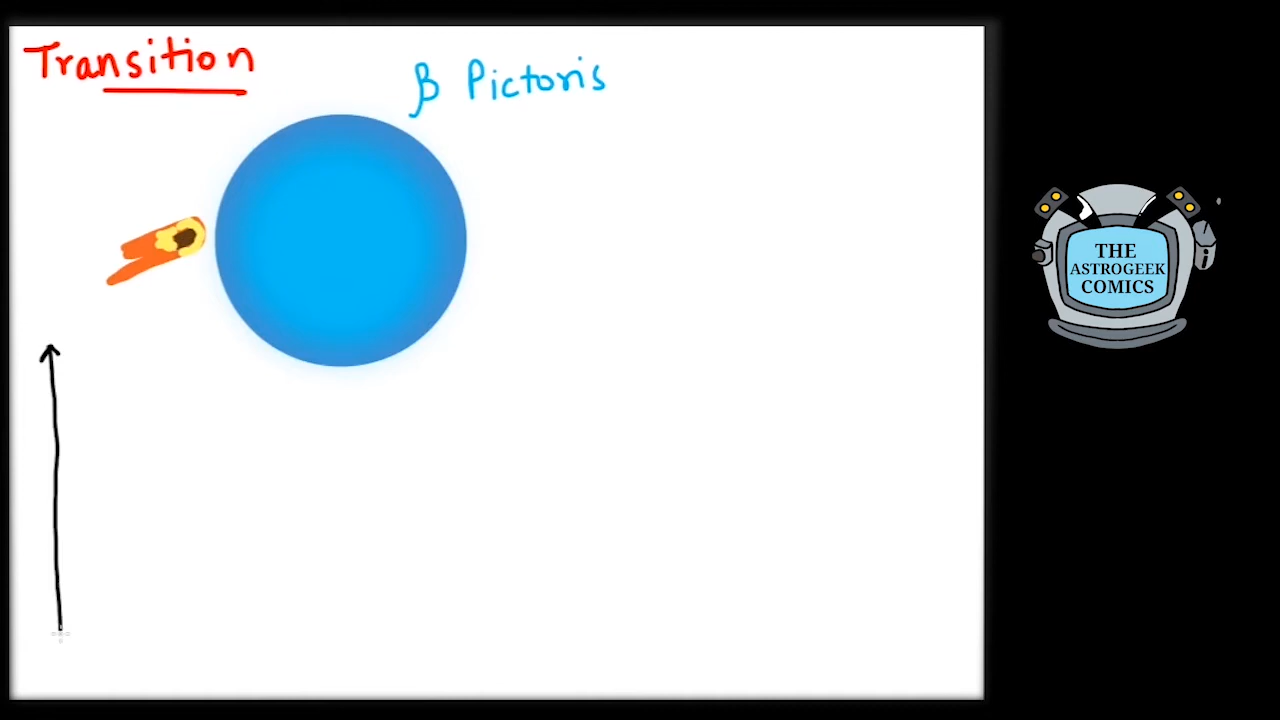 Transition
β Pictoris
THE
ASTROGEEK
COMICS